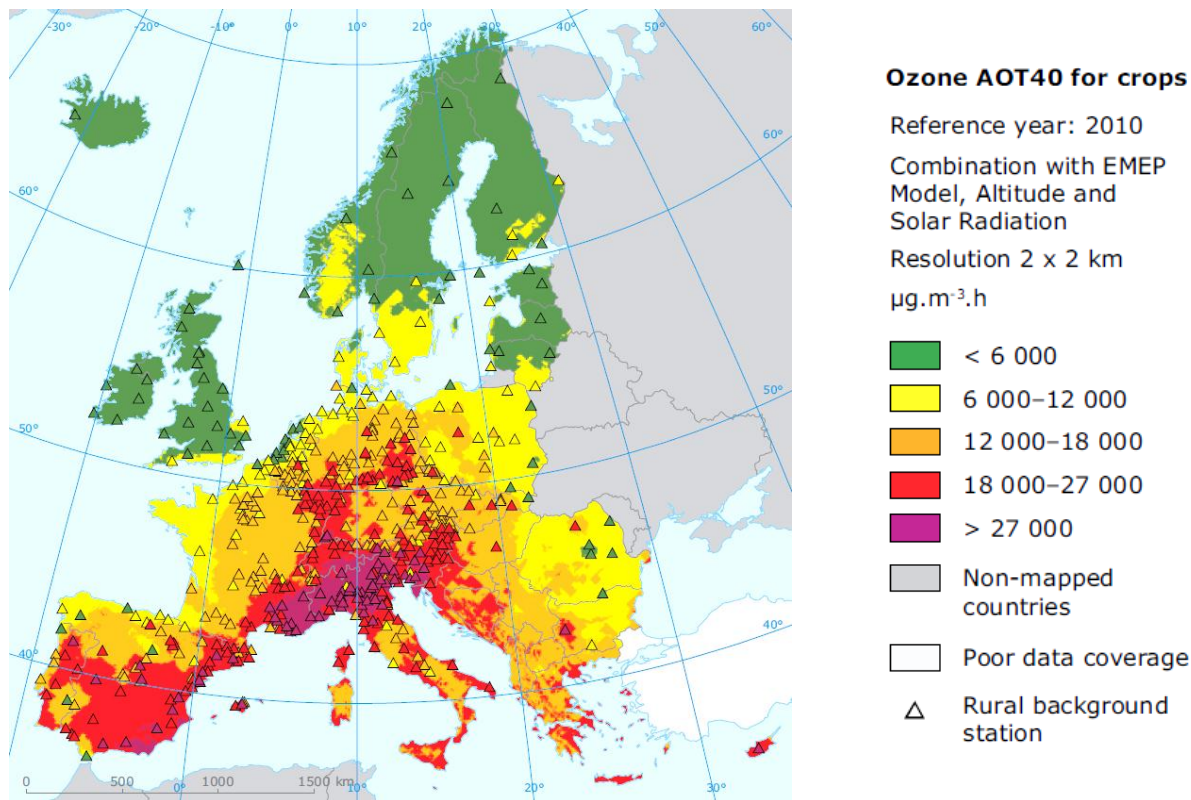 -30°
-20°
-10°
0°
10°
20°
30°
50°
60°
60°
60°
50°
50°
40°
40°
0 500 1000 1500 km
0°
10°
20°
30°
Ozone AOT40 for crops
Reference year: 2010
Combination with EMEP
Model, Altitude and
Solar Radiation
Resolution 2 x 2 km
µg.m⁻³.h
< 6 000
6 000–12 000
12 000–18 000
18 000–27 000
> 27 000
Non-mapped
countries
Poor data coverage
Rural background
station